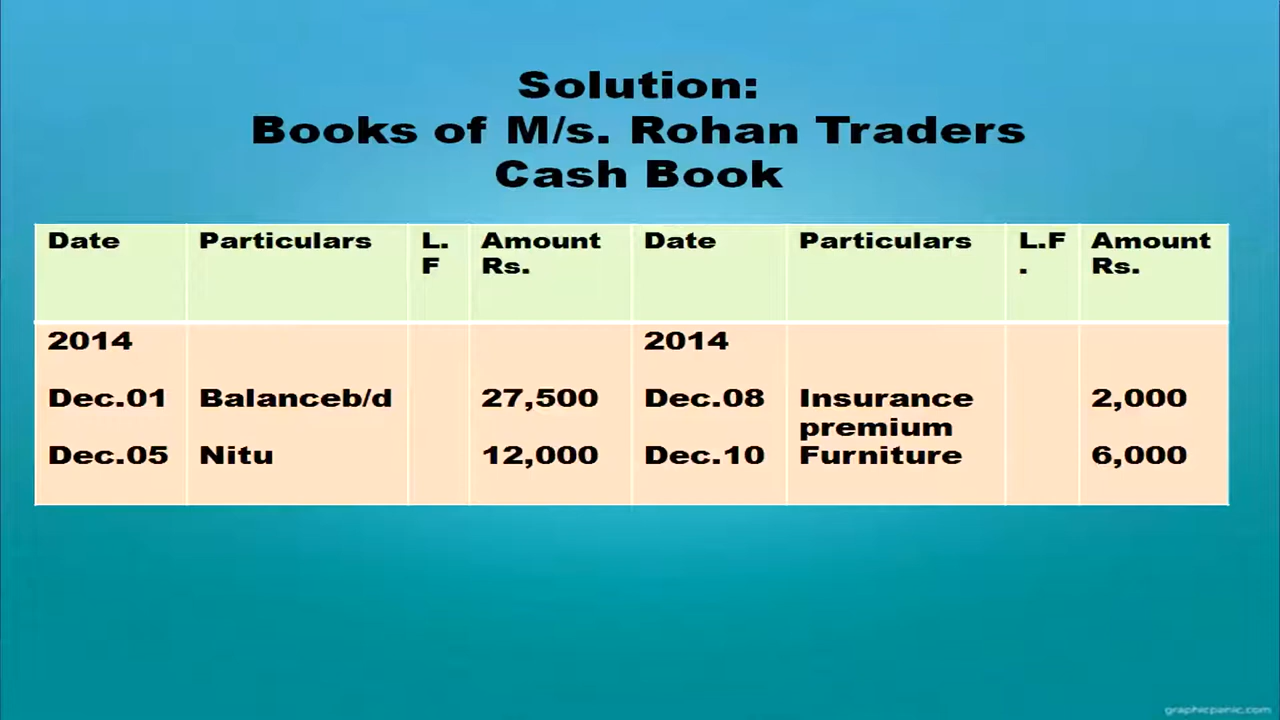 Solution:
Books of M/s. Rohan Traders
Cash Book
Date Particulars L. Amount Date Particulars L.F Amount
F Rs. . Rs.
2014 2014
Dec.01 Balanceb/d 27,500 Dec.08 Insurance 2,000
premium
Dec.05 Nitu 12,000 Dec.10 Furniture 6,000
graphicpanic.com